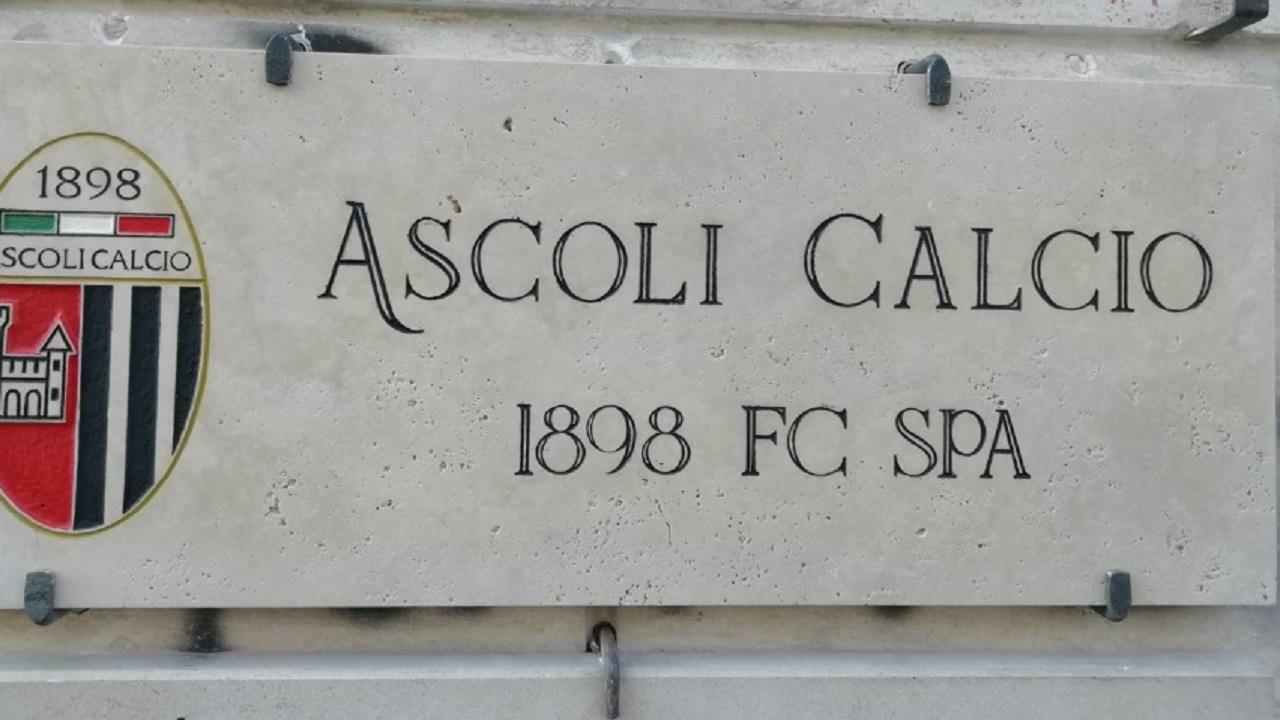 1898
SCOLI CALCIO
ASCOLI CALCIO
1898 FC SPA